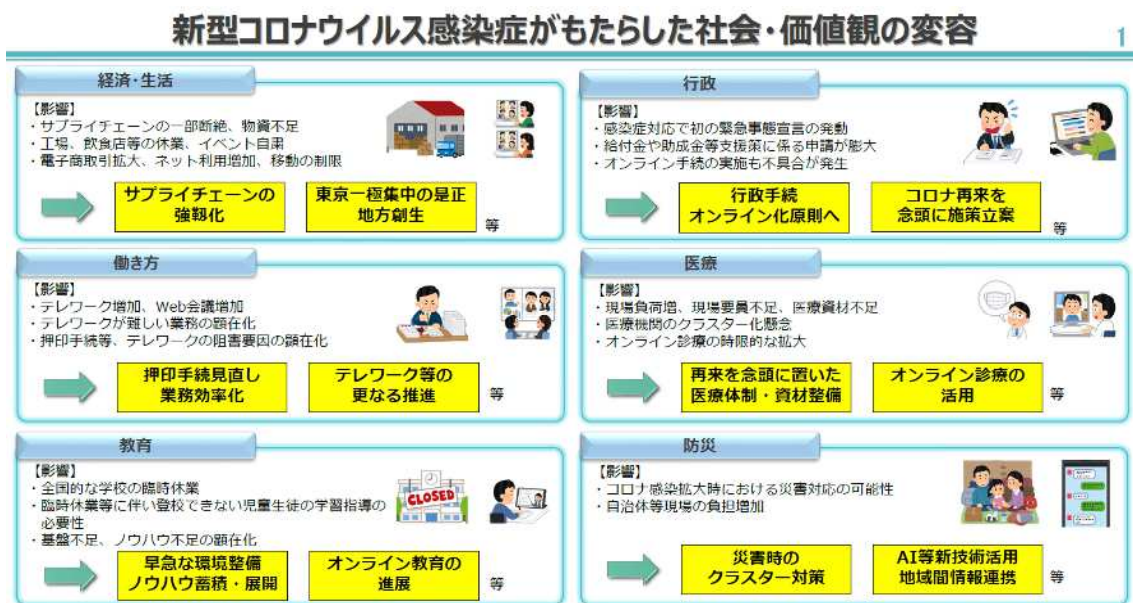 新型コロナウイルス感染症がもたらした社会・価値観の変容
1
経済・生活
【影響】
・サプライチェーンの一部断絶、物資不足
・工場、飲食店等の休業、イベント自粛
・電子商取引拡大、ネット利用増加、移動の制限
サプライチェーンの
強靱化
東京一極集中の是正
地方創生
等
行政
【影響】
・感染症対応で初の緊急事態宣言の発動
・給付金や助成金等支援策に係る申請が膨大
・オンライン手続の実施も不具合が発生
行政手続
オンライン化原則へ
コロナ再来を
念頭に施策立案
等
働き方
【影響】
・テレワーク増加、Web会議増加
・テレワークが難しい業務の顕在化
・押印手続等、テレワークの阻害要因の顕在化
押印手続見直し
業務効率化
テレワーク等の
更なる推進
等
医療
【影響】
・現場負荷増、現場要員不足、医療資材不足
・医療機関のクラスター化懸念
・オンライン診療の時限的な拡大
再来を念頭に置いた
医療体制・資材整備
オンライン診療の
活用
等
教育
【影響】
・全国的な学校の臨時休業
・臨時休業等に伴い登校できない児童生徒の学習指導の
必要性
・基盤不足、ノウハウ不足の顕在化
CLOSED
早急な環境整備
ノウハウ蓄積・展開
オンライン教育の
進展
等
防災
【影響】
・コロナ感染拡大時における災害対応の可能性
・自治体等現場の負担増加
災害時の
クラスター対策
AI等新技術活用
地域間情報連携
等